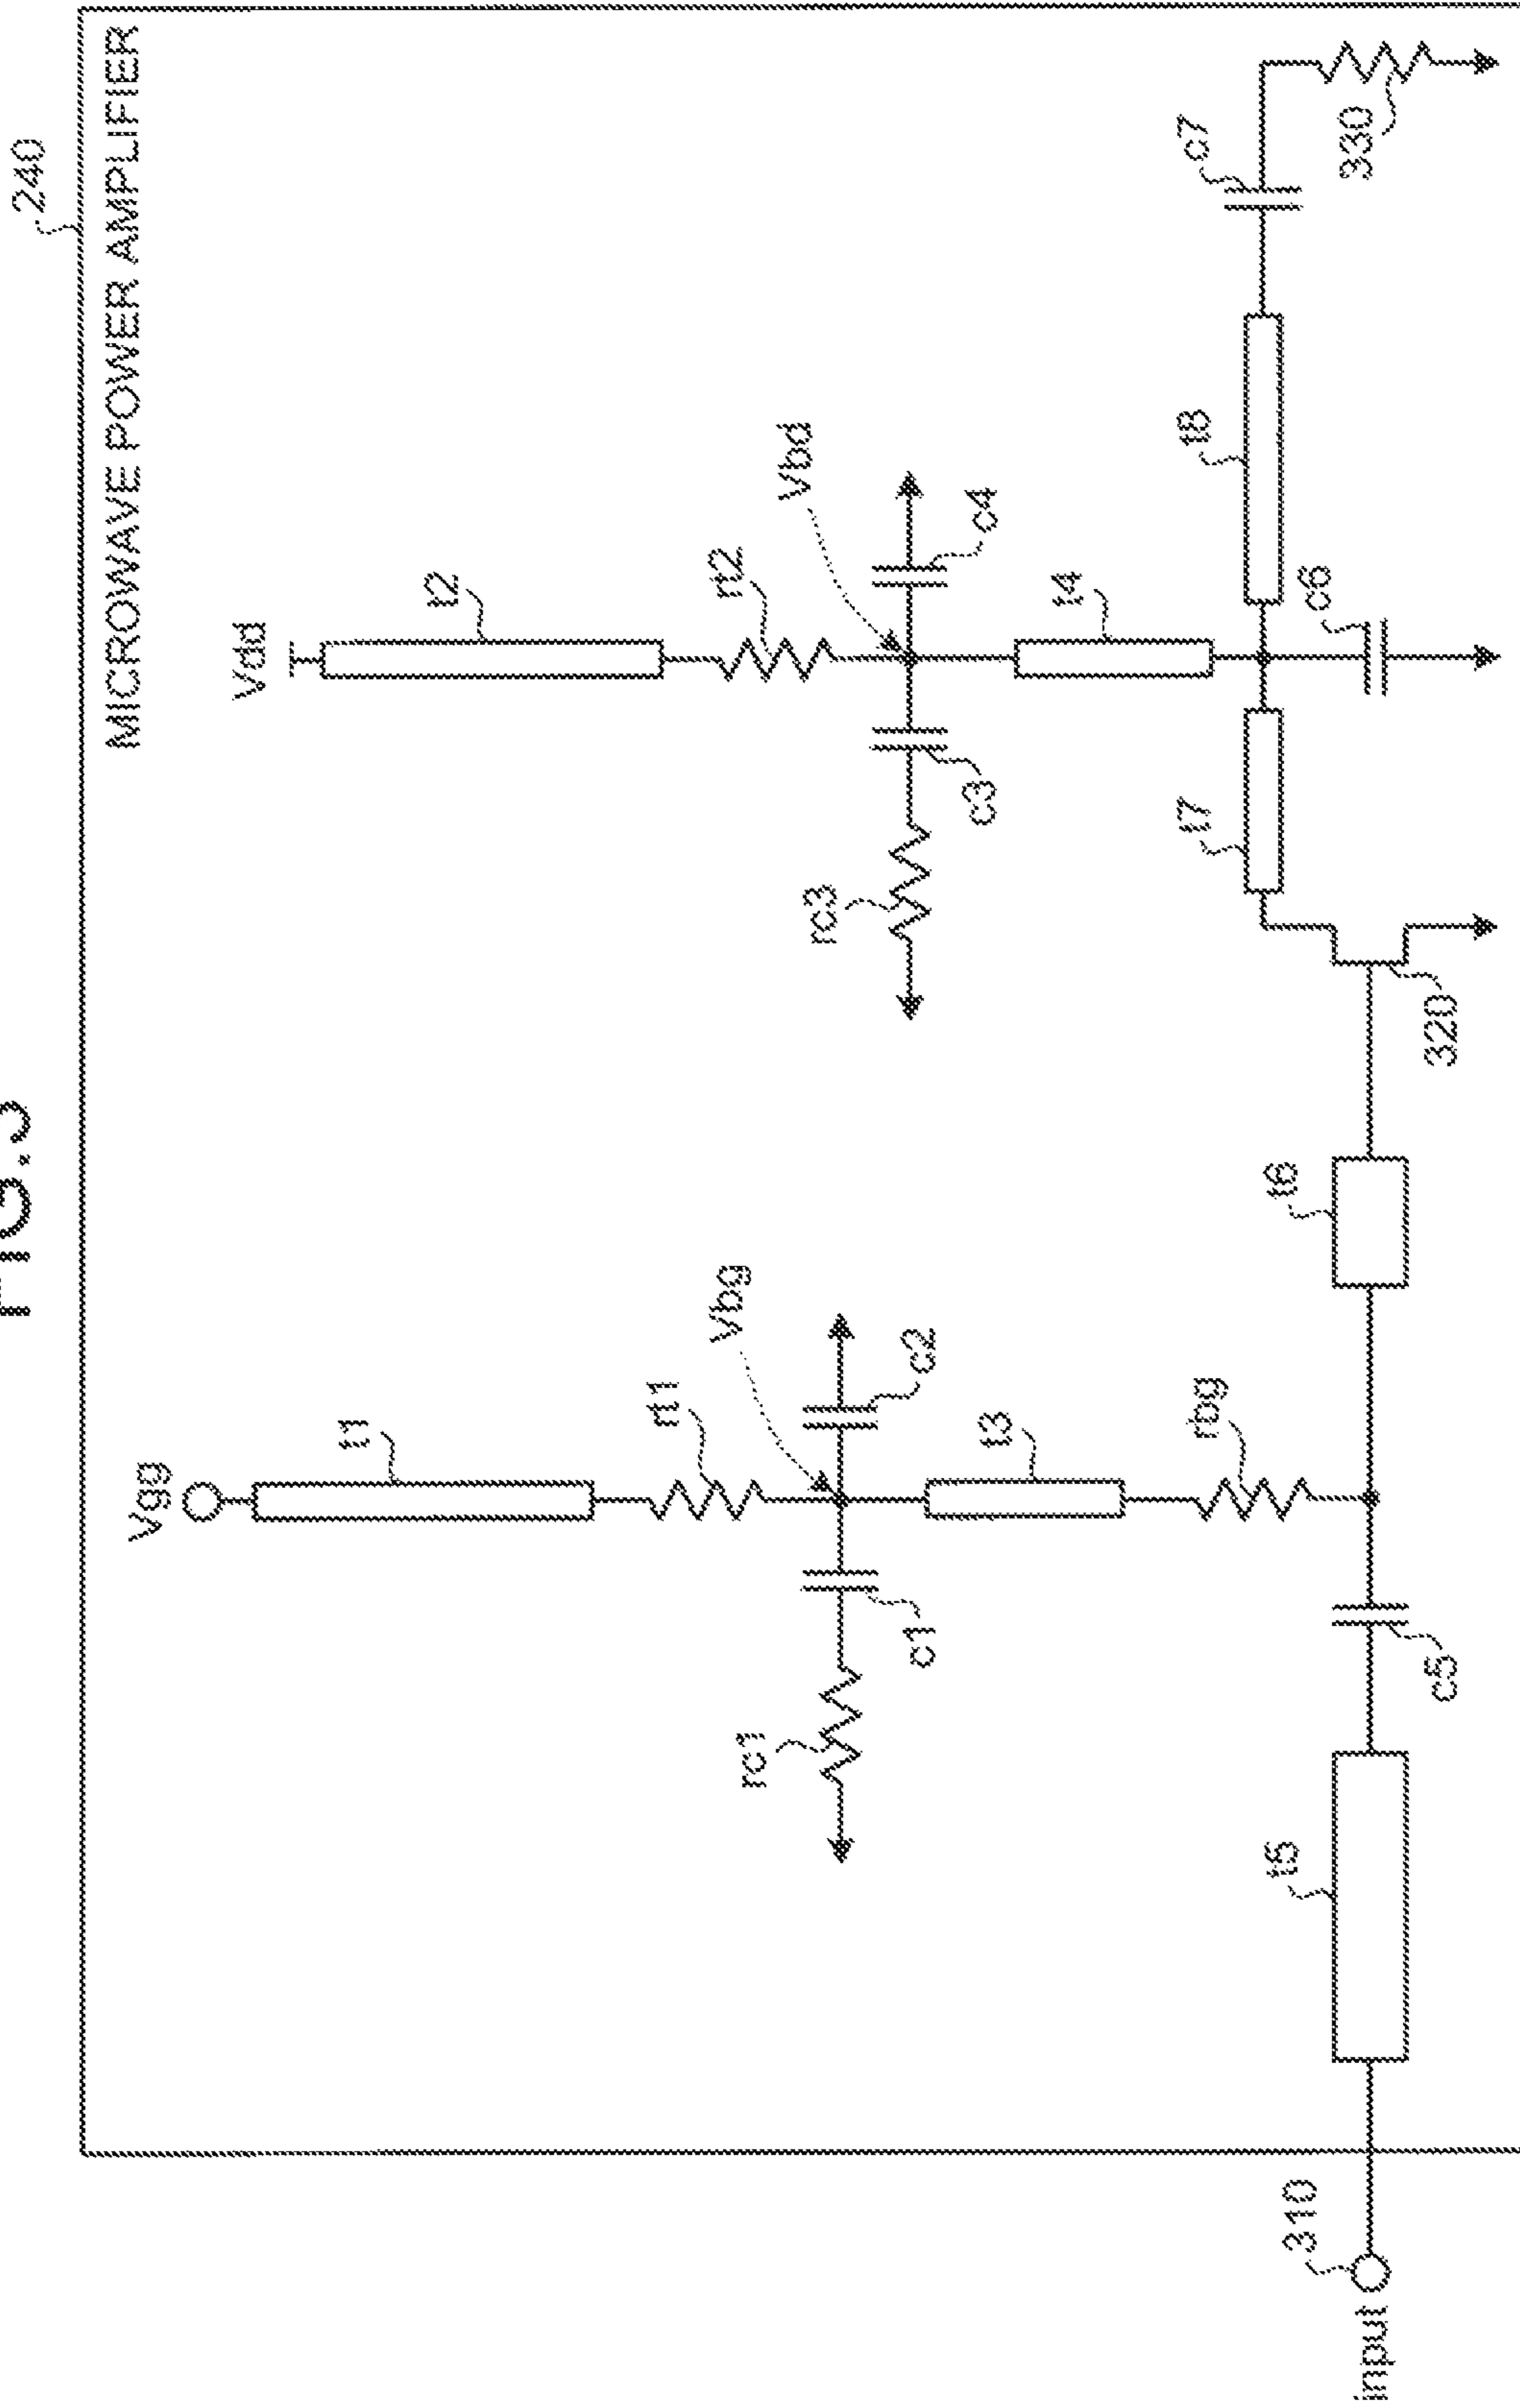 FIG.3
240
MICROWAVE POWER AMPLIFIER
Vgg
t1
rt1
Vbg
rc1
c1
c2
t3
rbg
Vdd
t2
rt2
Vbd
rc3
c3
c4
t4
input
310
t5
c5
t6
320
t7
t8
c6
c7
330